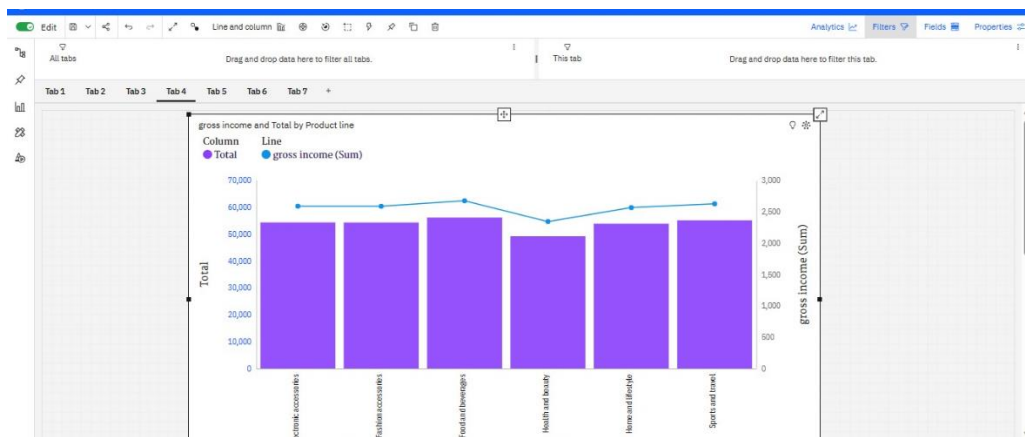 Edit Line and column Analytics Filters Fields Properties
All tabs Drag and drop data here to filter all tabs. This tab Drag and drop data here to filter this tab.
Tab 1 Tab 2 Tab 3 Tab 4 Tab 5 Tab 6 Tab 7 +
gross income and Total by Product line
Column Line
Total gross income (Sum)
70,000 3,000
60,000 2,500
50,000 2,000
40,000 1,500
30,000 1,000
20,000 500
10,000 0
0
Total
gross income (Sum)
ctronic accessories
Fashion accessories
Food and beverages
Health and beauty
Home and lifestyle
Sports and travel